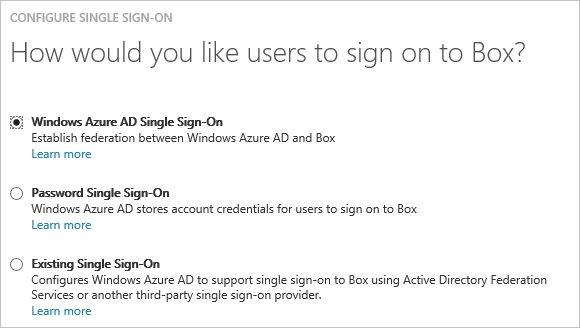 CONFIGURE SINGLE SIGN-ON
How would you like users to sign on to Box?
Windows Azure AD Single Sign-On
Establish federation between Windows Azure AD and Box
Learn more
Password Single Sign-On
Windows Azure AD stores account credentials for users to sign on to Box
Learn more
Existing Single Sign-On
Configures Windows Azure AD to support single sign-on to Box using Active Directory Federation
Services or another third-party single sign-on provider.
Learn more